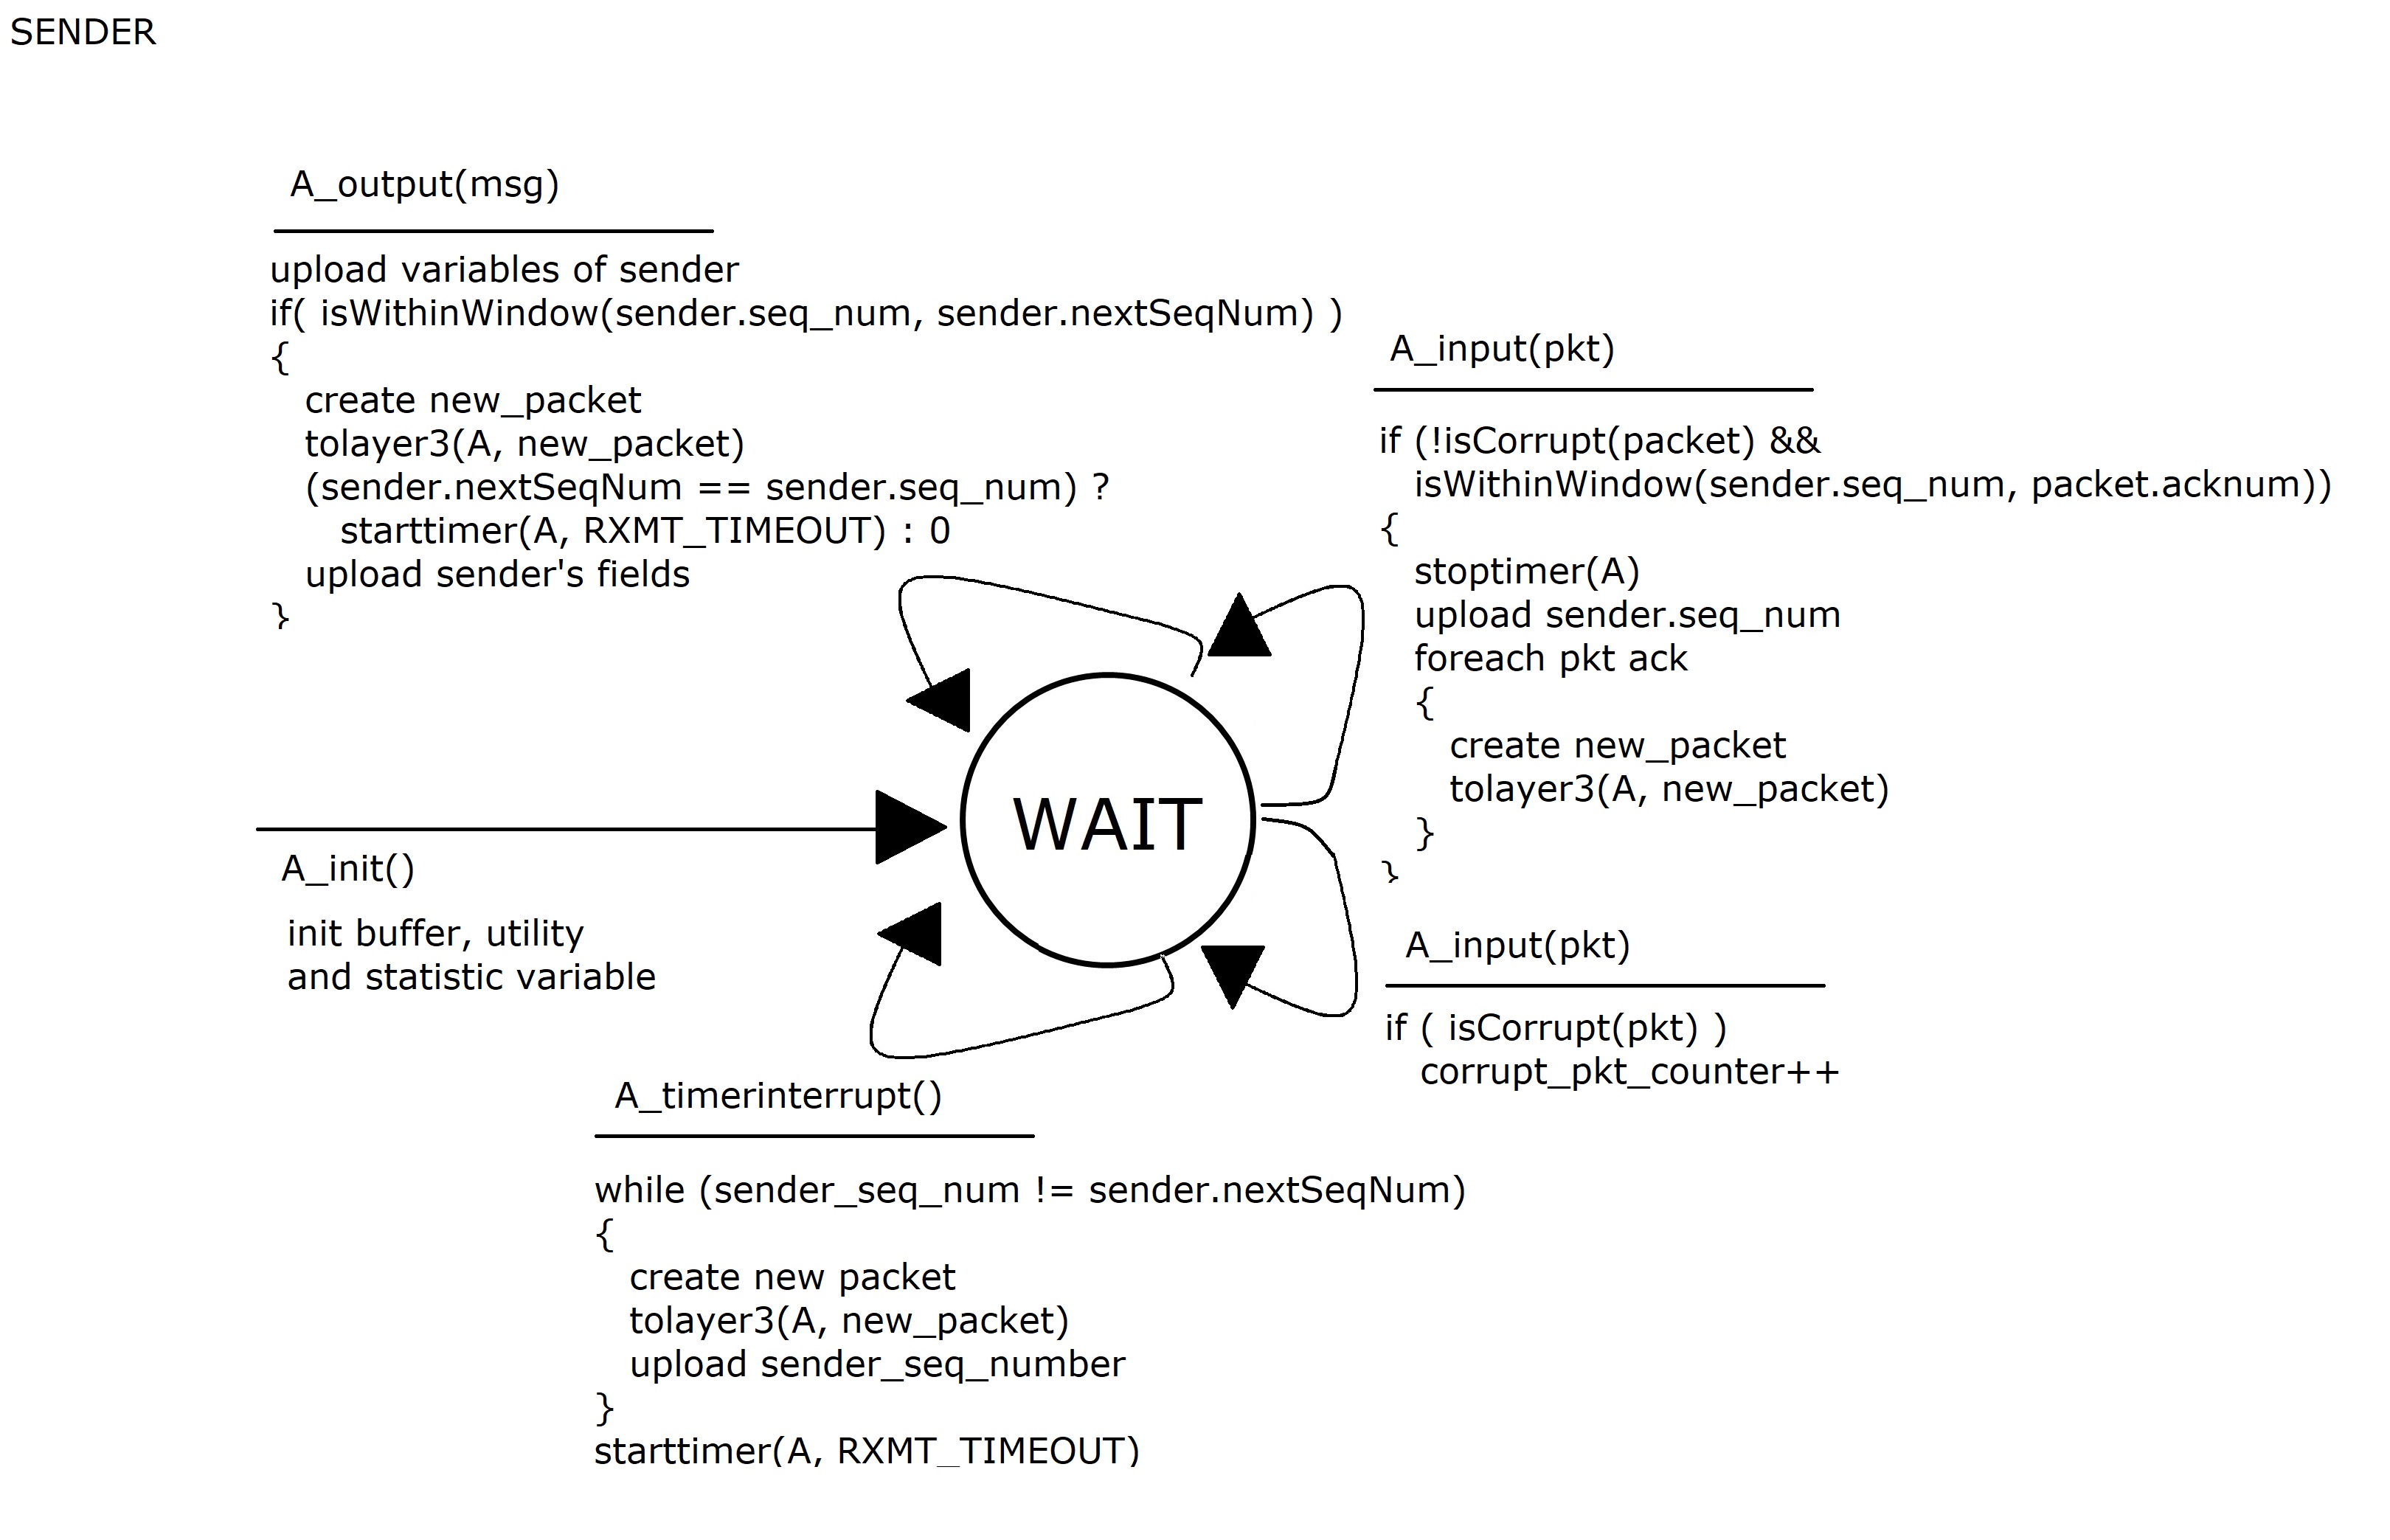 SENDER
A_output(msg)
upload variables of sender
if( isWithinWindow(sender.seq_num, sender.nextSeqNum) )
{
create new_packet
tolayer3(A, new_packet)
(sender.nextSeqNum == sender.seq_num) ?
starttimer(A, RXMT_TIMEOUT) : 0
upload sender's fields
}
A_input(pkt)
if (!isCorrupt(packet) &&
isWithinWindow(sender.seq_num, packet.acknum))
{
stoptimer(A)
upload sender.seq_num
foreach pkt ack
{
create new_packet
tolayer3(A, new_packet)
}
}
WAIT
A_init()
init buffer, utility
and statistic variable
A_input(pkt)
if ( isCorrupt(pkt) )
corrupt_pkt_counter++
A_timerinterrupt()
while (sender_seq_num != sender.nextSeqNum)
{
create new packet
tolayer3(A, new_packet)
upload sender_seq_number
}
starttimer(A, RXMT_TIMEOUT)